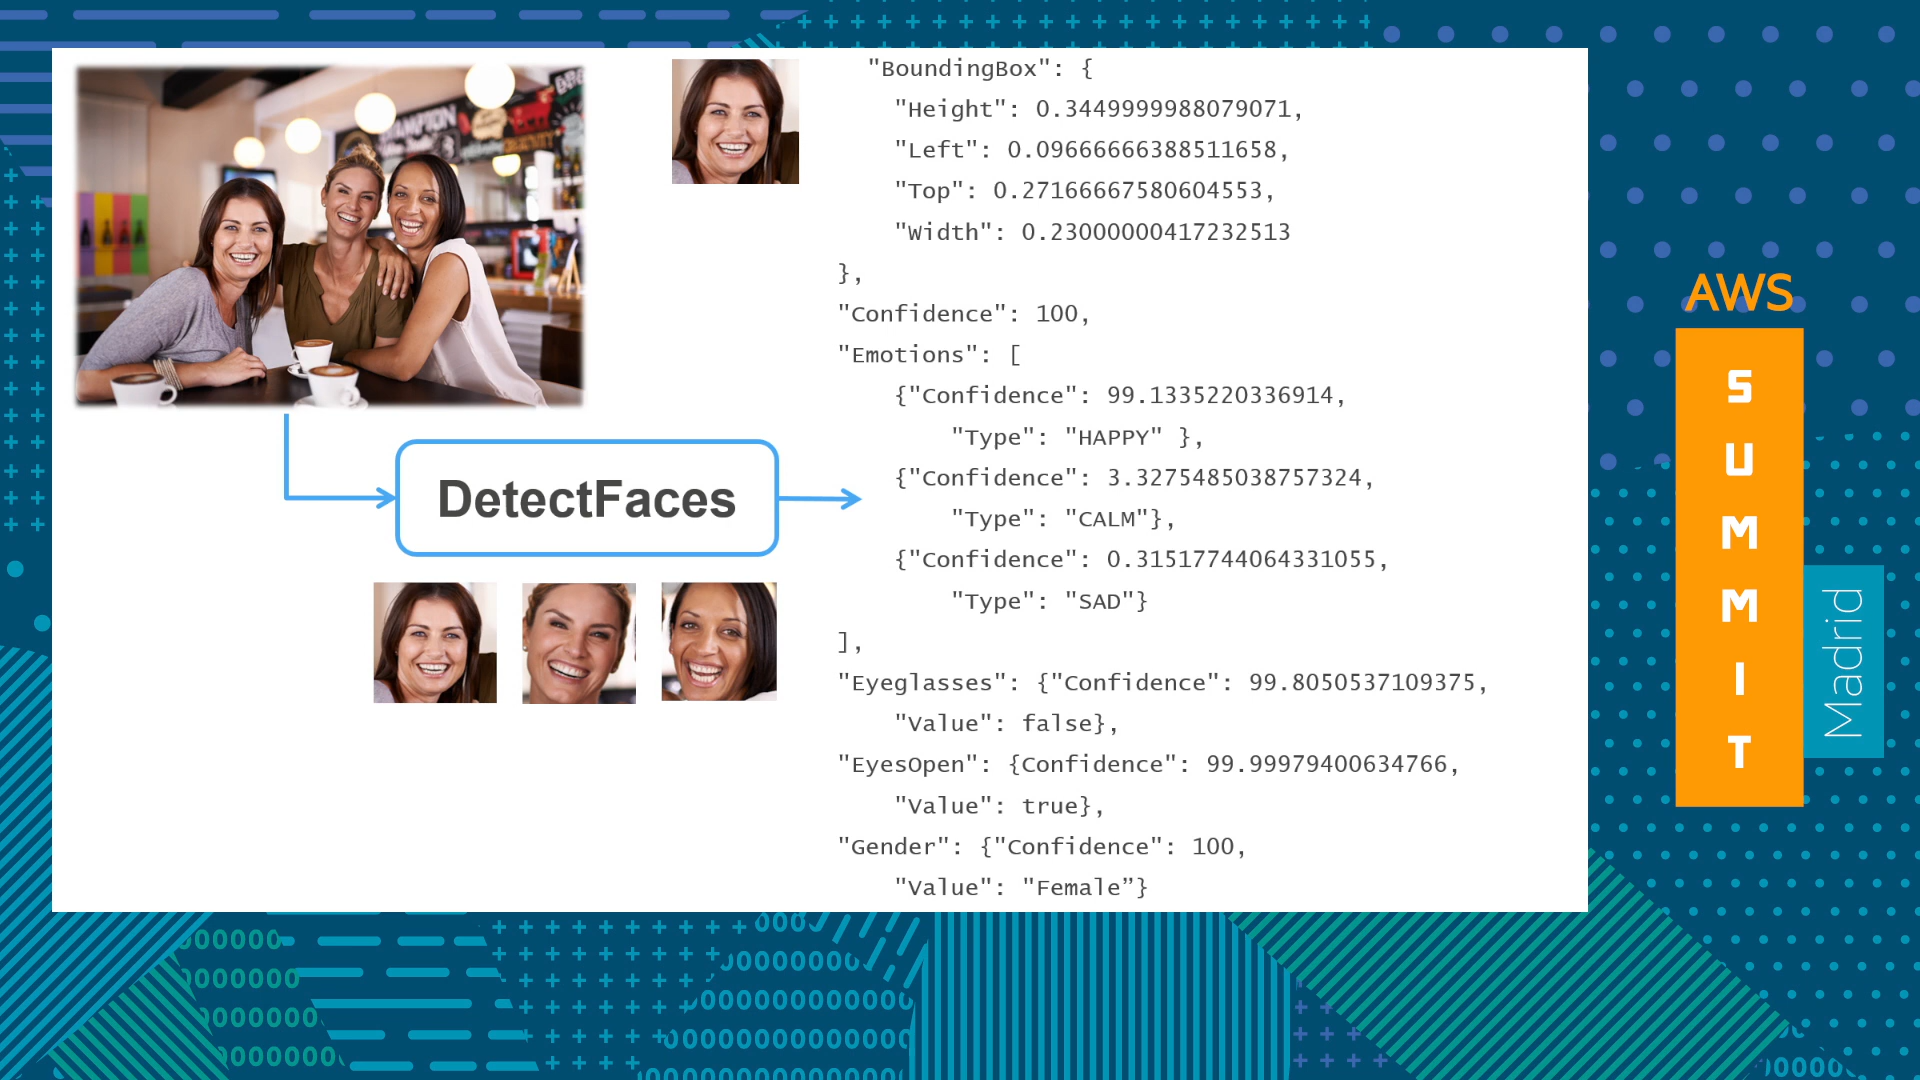 DetectFaces
"BoundingBox": {
"Height": 0.3449999988079071,
"Left": 0.09666666388511658,
"Top": 0.27166667580604553,
"Width": 0.23000000417232513
},
"Confidence": 100,
"Emotions": [
{"Confidence": 99.1335220336914,
"Type": "HAPPY" },
{"Confidence": 3.3275485038757324,
"Type": "CALM"},
{"Confidence": 0.31517744064331055,
"Type": "SAD"}
],
"Eyeglasses": {"Confidence": 99.8050537109375,
"Value": false},
"EyesOpen": {Confidence": 99.99979400634766,
"Value": true},
"Gender": {"Confidence": 100,
"Value": "Female”}
AWS
SUMMIT
Madrid